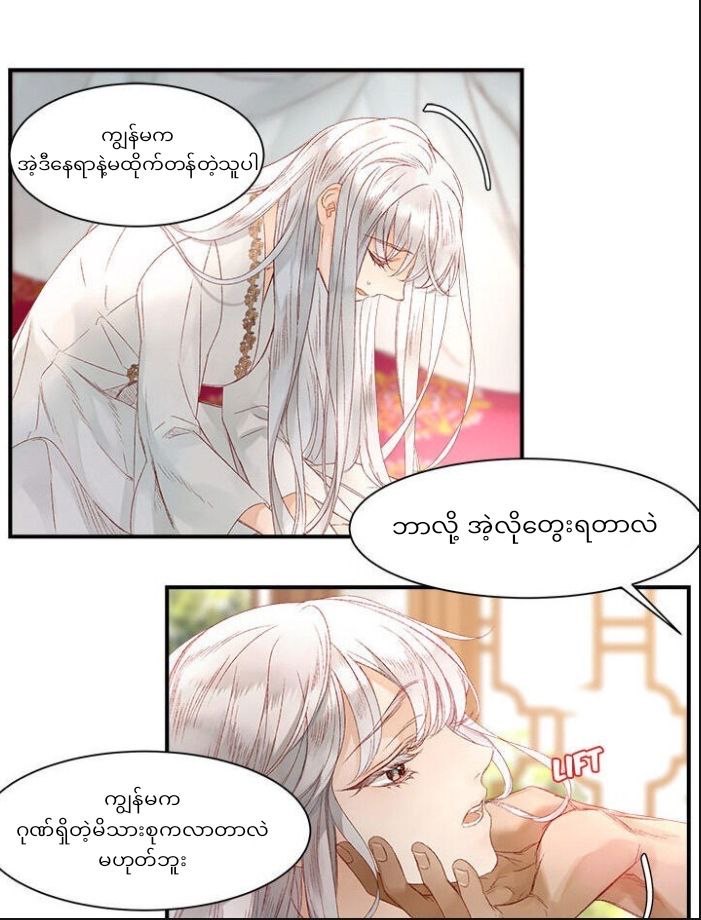 ကျွန်မက
အဲ့ဒီနေရာနဲ့မထိုက်တန်တဲ့သူပါ
ဘာလို့ အဲ့လိုတွေးရတာလဲ
LIFT
ကျွန်မက
ဂုဏ်ရှိတဲ့မိသားစုကလာတာလဲ
မဟုတ်ဘူး